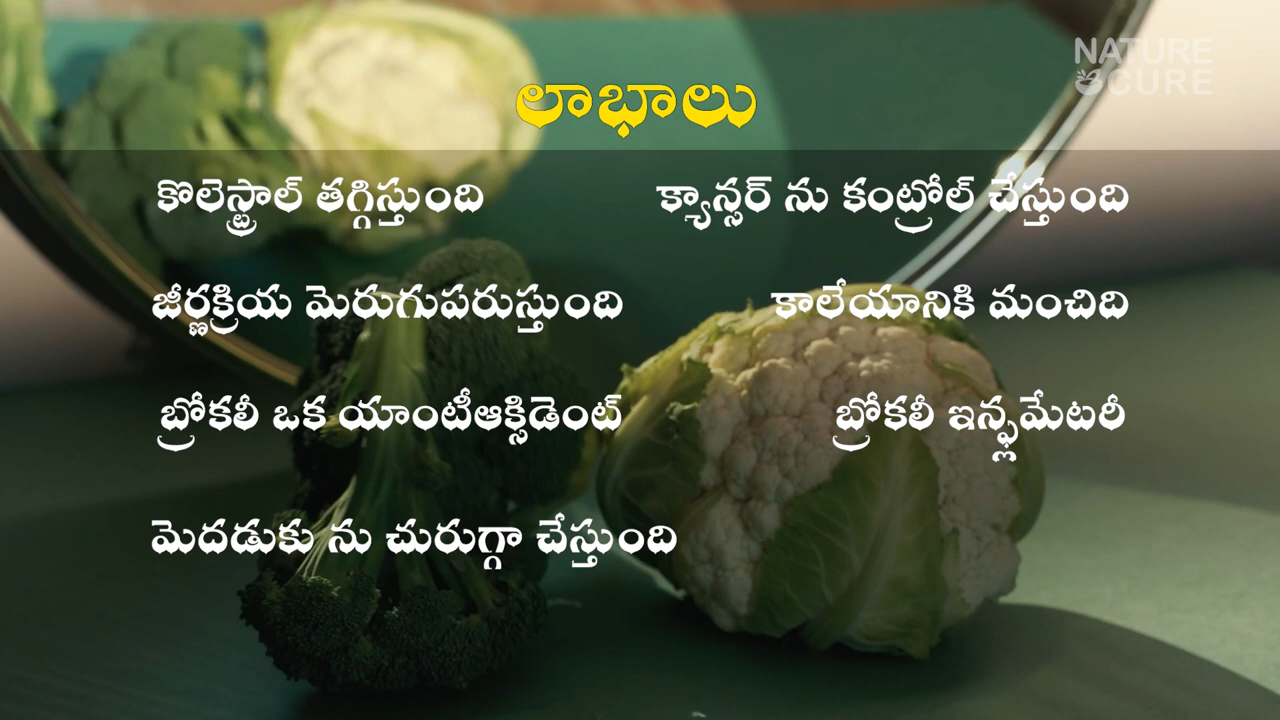 NATURE
CURE
లాభాలు
కొలెస్ట్రాల్ తగ్గిస్తుంది
క్యాన్సర్ ను కంట్రోల్ చేస్తుంది
జీర్ణక్రియ మెరుగుపరుస్తుంది
కాలేయానికి మంచిది
బ్రోకలీ ఒక యాంటీఆక్సిడెంట్
బ్రోకలీ ఇన్ఫ్లమేటరీ
మెదడుకు ను చురుగ్గా చేస్తుంది